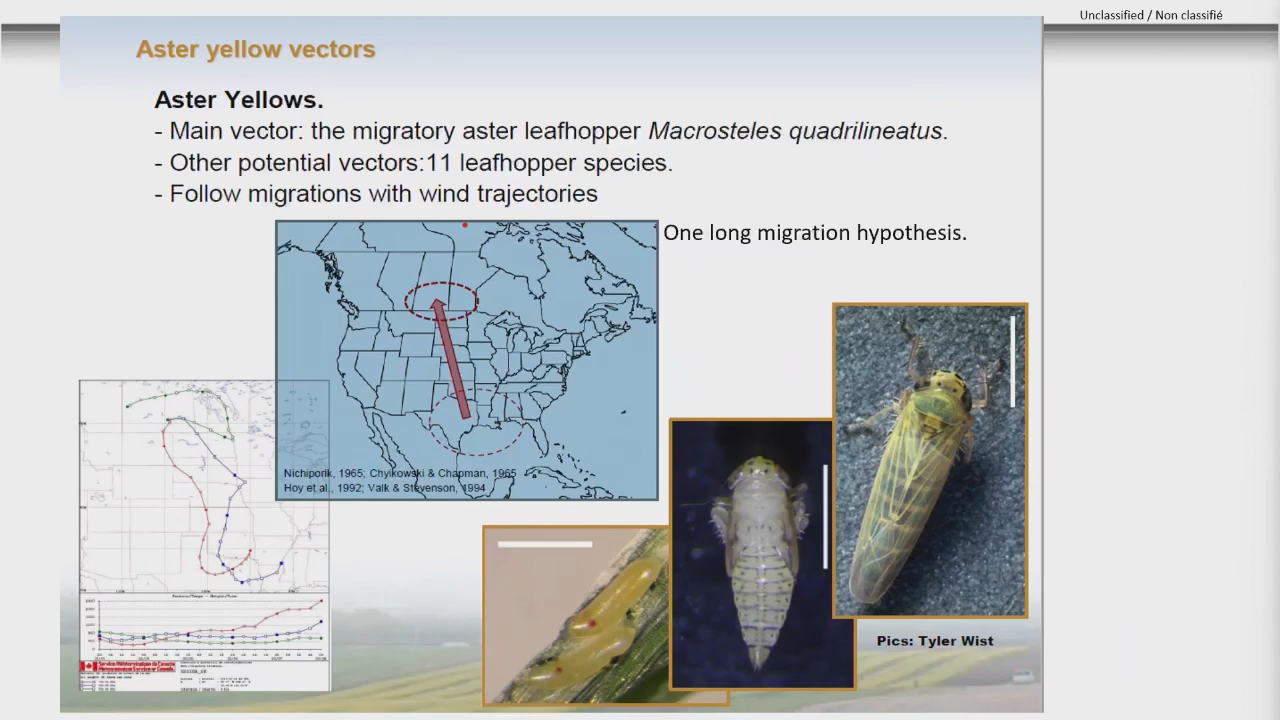 Unclassified / Non classifié
Aster yellow vectors
Aster Yellows.
- Main vector: the migratory aster leafhopper Macrosteles quadrilineatus.
- Other potential vectors:11 leafhopper species.
- Follow migrations with wind trajectories
One long migration hypothesis.
Nichiporik, 1965; Chyikowski & Chapman, 1965
Hoy et al., 1992; Valk & Stevenson, 1994
Pics: Tyler Wist